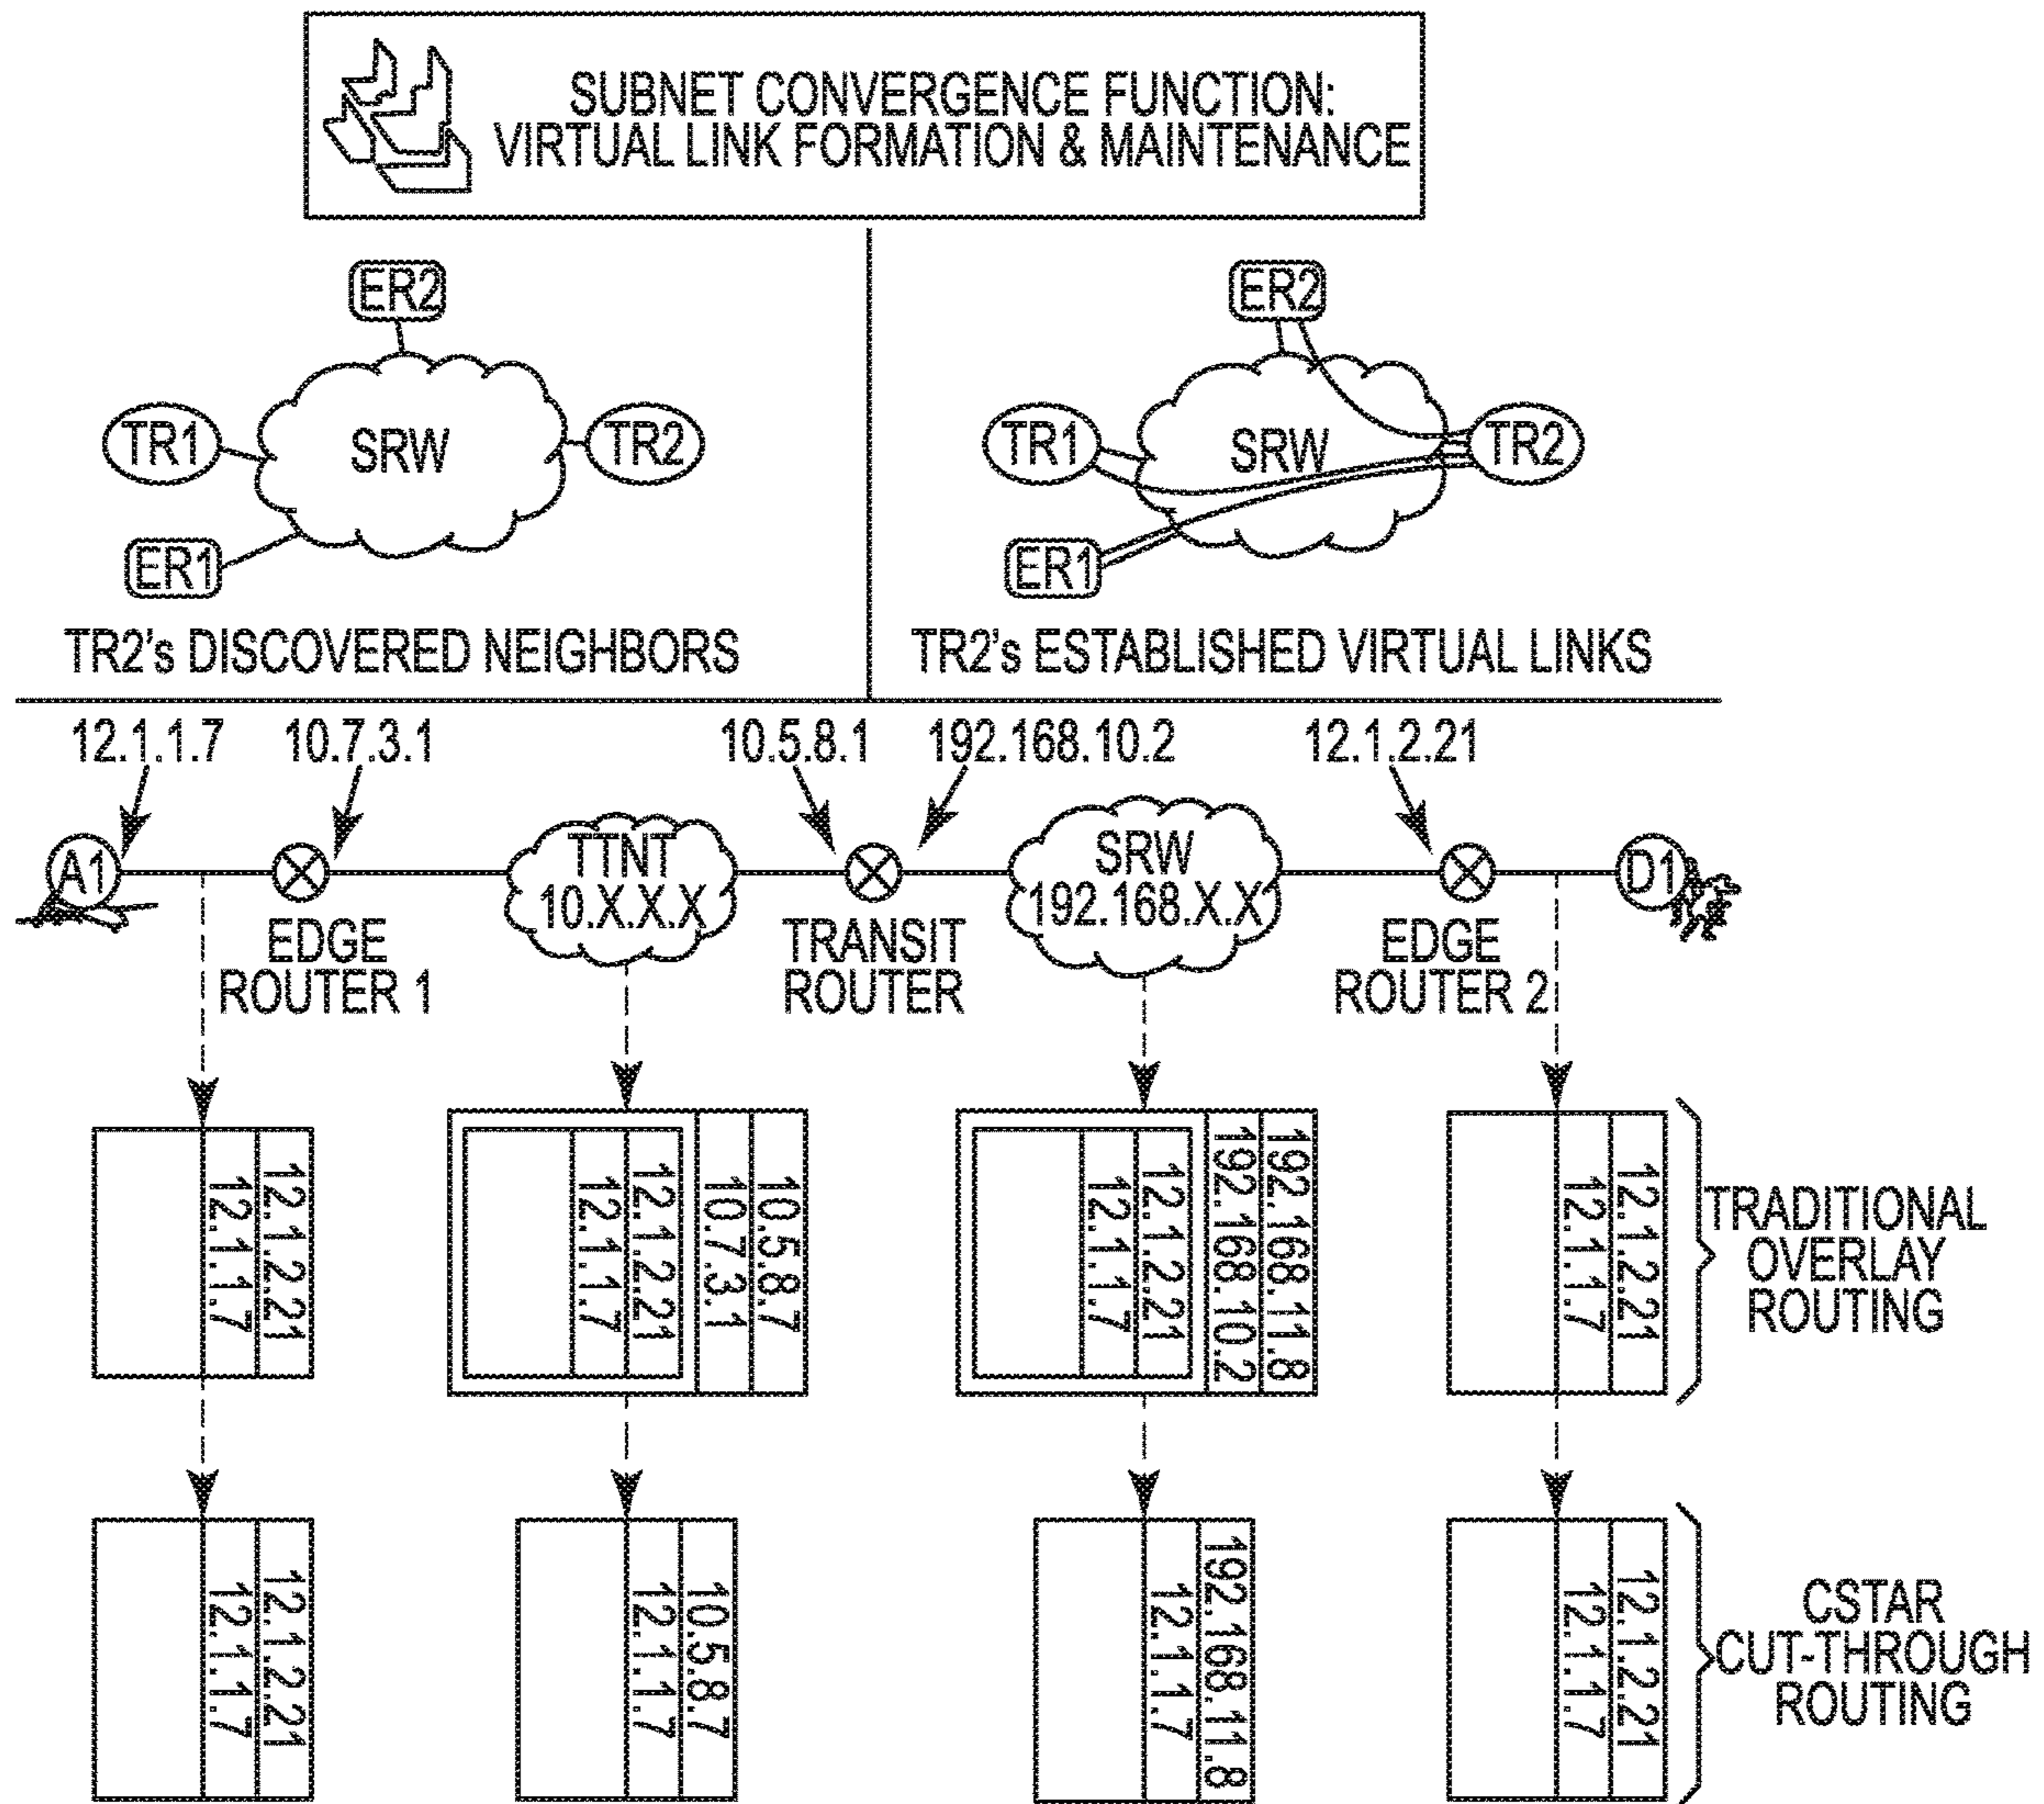 SUBNET CONVERGENCE FUNCTION:
VIRTUAL LINK FORMATION & MAINTENANCE
ER2
TR1
SRW
TR2
ER1
TR2's DISCOVERED NEIGHBORS
ER2
TR1
SRW
TR2
ER1
TR2's ESTABLISHED VIRTUAL LINKS
12.1.1.7
10.7.3.1
10.5.8.1
192.168.10.2
12.1.2.21
A1
EDGE
ROUTER 1
TTNT
10.X.X.X
TRANSIT
ROUTER
SRW
192.168.X.X
EDGE
ROUTER 2
D1
12.1.1.7
12.1.2.21
12.1.1.7
12.1.2.21
10.7.3.1
10.5.8.7
12.1.1.7
12.1.2.21
192.168.10.2
192.168.11.8
12.1.1.7
12.1.2.21
TRADITIONAL
OVERLAY
ROUTING
12.1.1.7
12.1.2.21
12.1.1.7
10.5.8.7
12.1.1.7
192.168.11.8
12.1.1.7
12.1.2.21
CSTAR
CUT-THROUGH
ROUTING